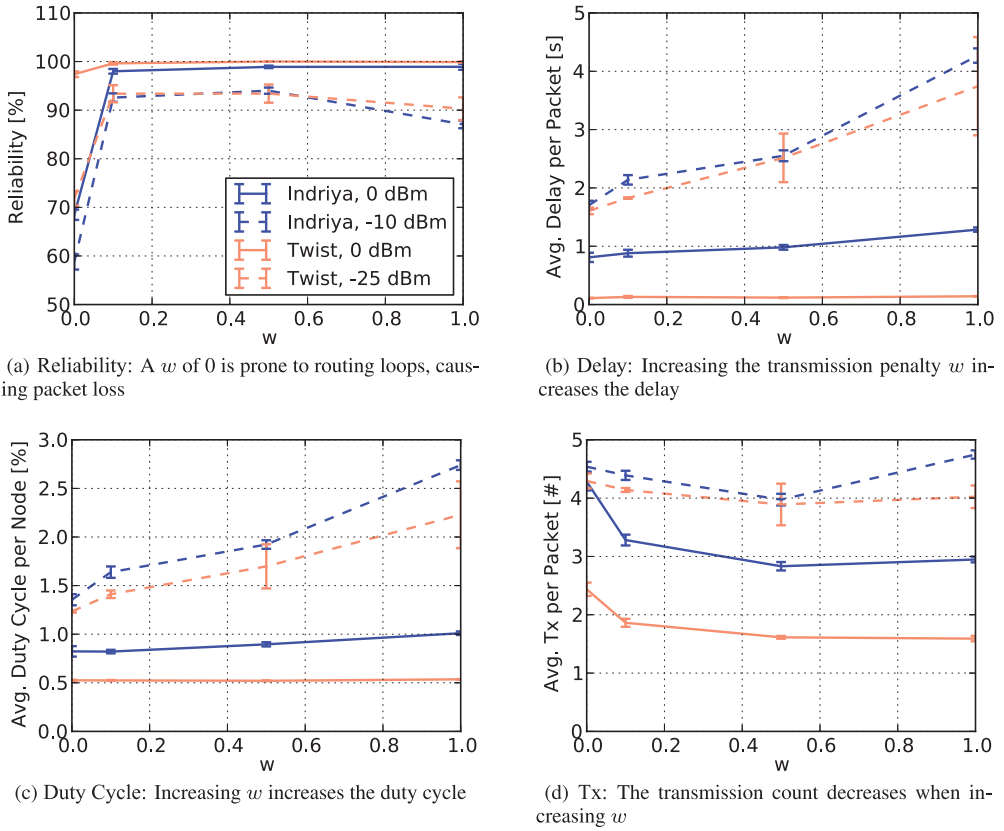 110
100
90
80
70
60
50
Reliability [%]
0.0 0.2 0.4 0.6 0.8 1.0
w
Indriya, 0 dBm
Indriya, -10 dBm
Twist, 0 dBm
Twist, -25 dBm
(a) Reliability: A w of 0 is prone to routing loops, caus-
ing packet loss
5
4
3
2
1
0
Avg. Delay per Packet [s]
0.0 0.2 0.4 0.6 0.8 1.0
w
(b) Delay: Increasing the transmission penalty w in-
creases the delay
3.0
2.5
2.0
1.5
1.0
0.5
0.0
Avg. Duty Cycle per Node [%]
0.0 0.2 0.4 0.6 0.8 1.0
w
(c) Duty Cycle: Increasing w increases the duty cycle
5
4
3
2
1
0
Avg. Tx per Packet [#]
0.0 0.2 0.4 0.6 0.8 1.0
w
(d) Tx: The transmission count decreases when in-
creasing w